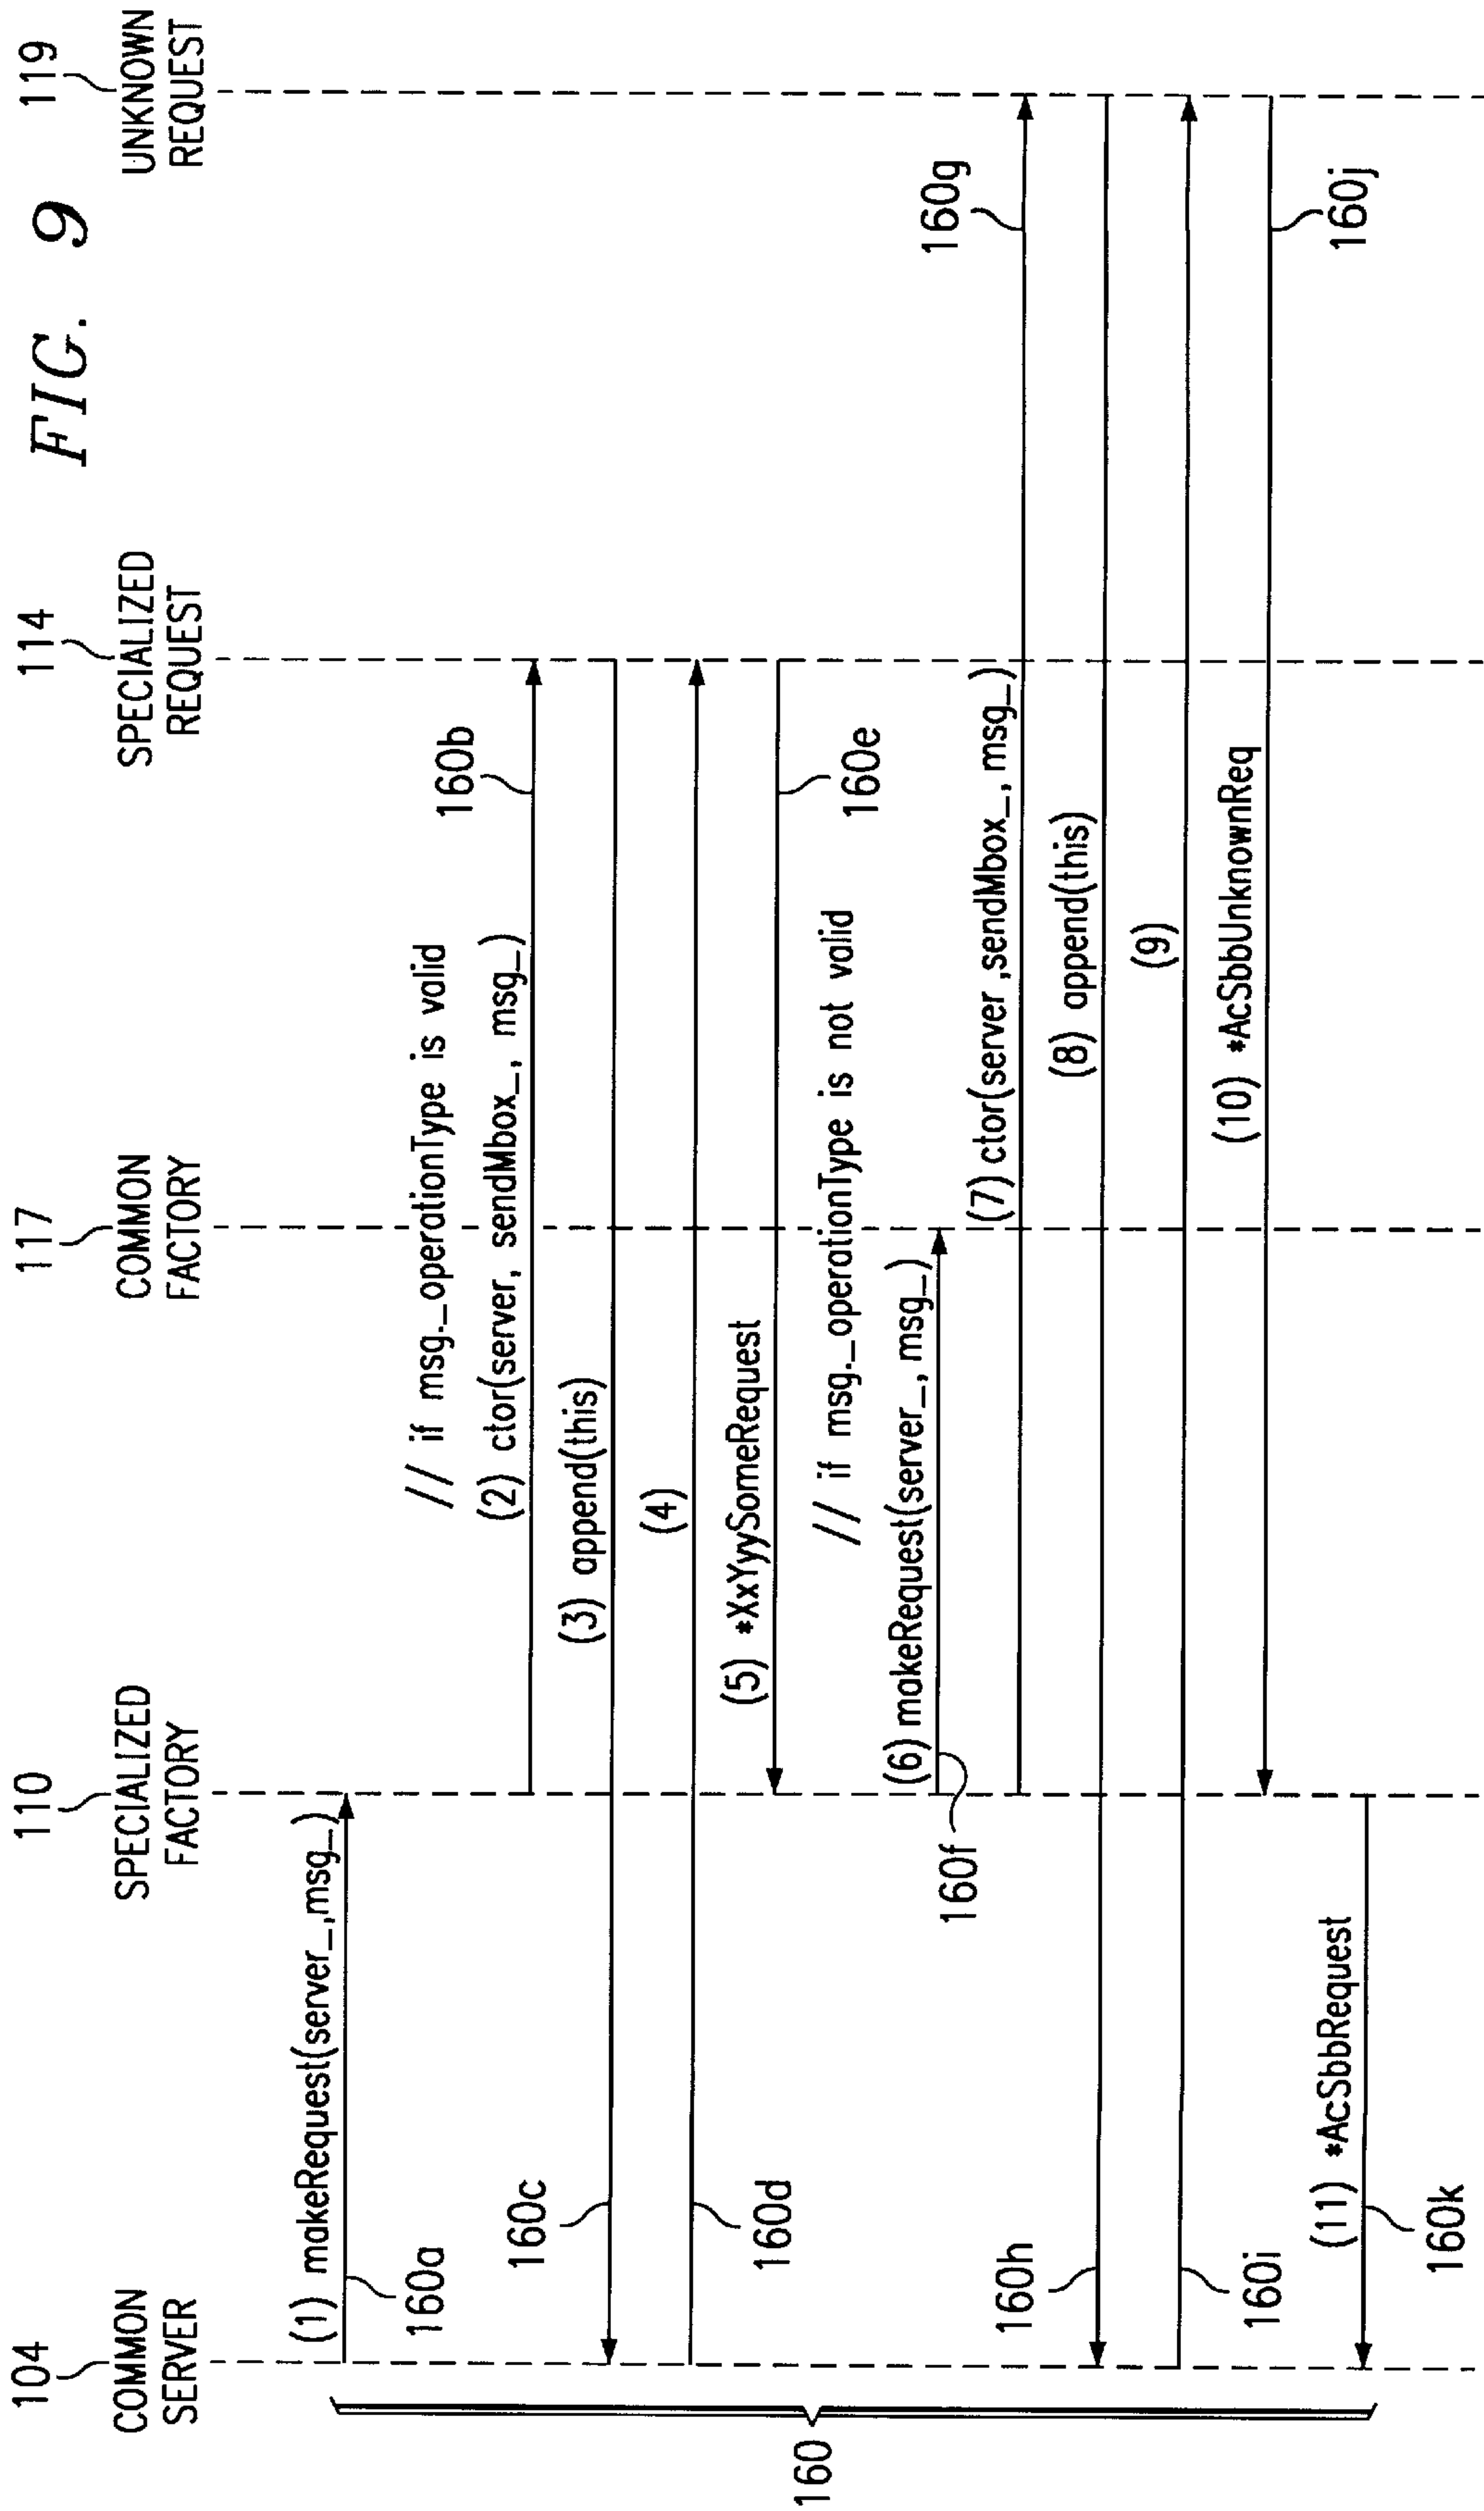 FIG. 9
104
COMMON
SERVER
110
SPECIALIZED
FACTORY
117
COMMON
FACTORY
114
SPECIALIZED
REQUEST
119
UNKNOWN
REQUEST
(1) makeRequest(server_,msg_)
160a
// if msg._operationType is valid
(2) ctor(server, sendMbox_, msg_)
160b
(3) append(this)
160c
(4)
160d
(5) *XxYyySomeRequest
160e
// if msg._operationType is not valid
(6) makeRequest(server_,msg_)
160f
(7) ctor(server ,sendMbox_, msg_)
160g
(8) append(this)
160h
(9)
160i
(10) *AcSbbUnknownReq
160j
(11) *AcSbbRequest
160k
160